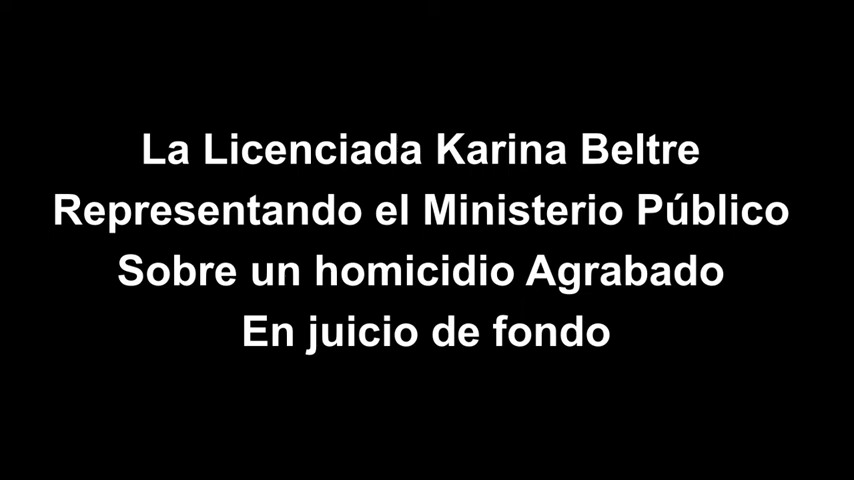 La Licenciada Karina Beltre
Representando el Ministerio Público
Sobre un homicidio Agrabado
En juicio de fondo